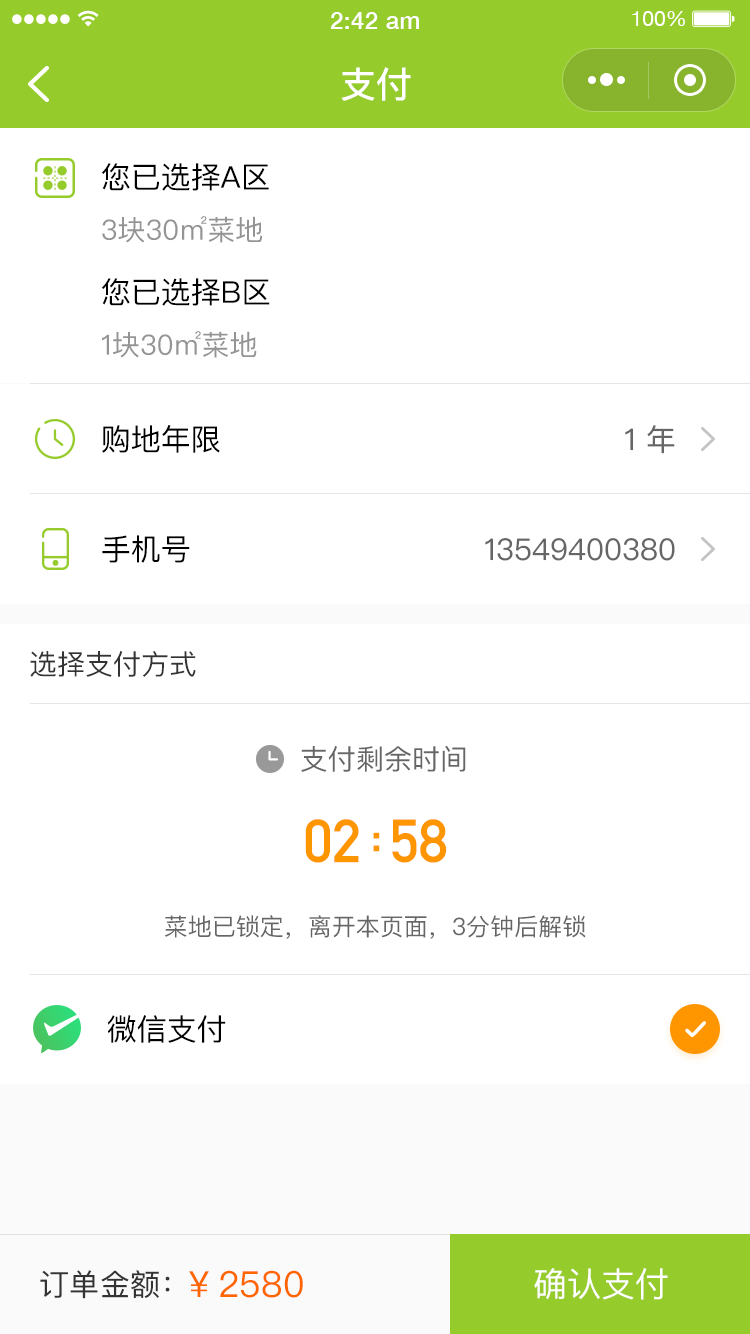 2:42 am
100%
支付
您已选择A区
3块30㎡菜地
您已选择B区
1块30㎡菜地
购地年限
1 年
手机号
13549400380
选择支付方式
支付剩余时间
02:58
菜地已锁定，离开本页面，3分钟后解锁
微信支付
订单金额：¥ 2580
确认支付